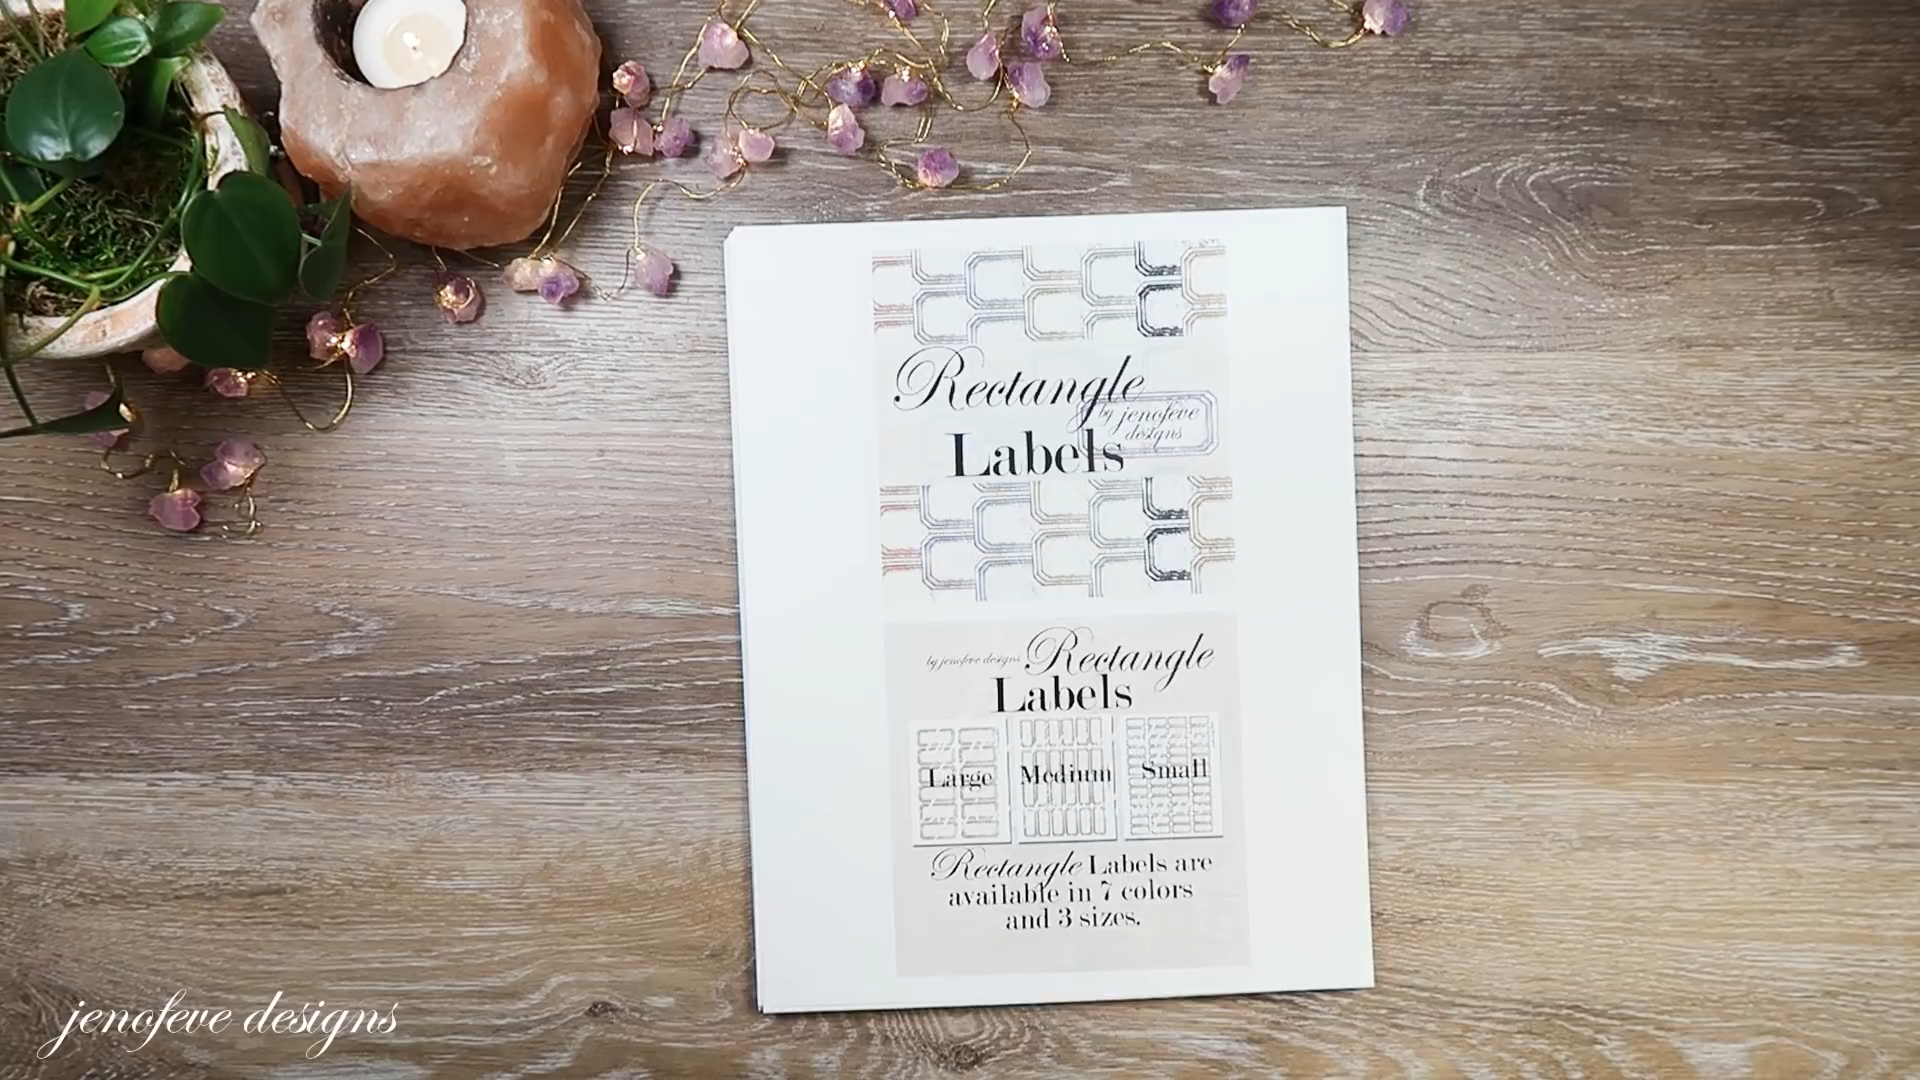 Rectangle
by jenofeve
designs
Labels
by jenofeve designs Rectangle
Labels
Large Medium Small
Rectangle Labels are
available in 7 colors
and 3 sizes.
jenofeve designs